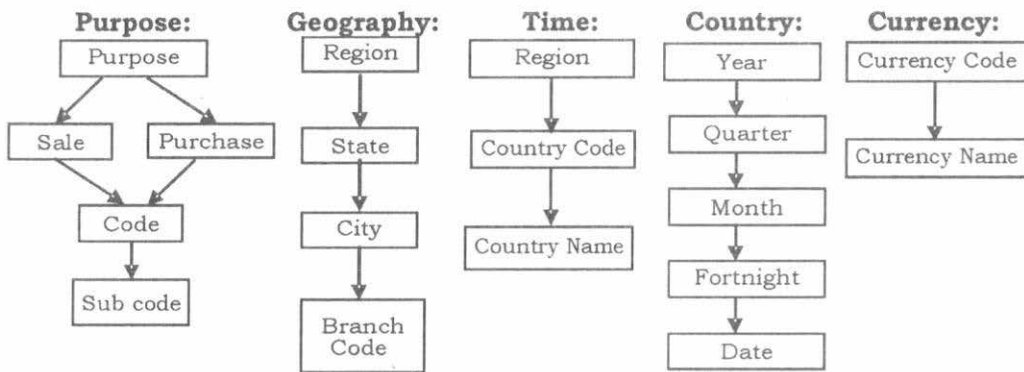 Purpose:
Purpose
Sale
Purchase
Code
Sub code
Geography:
Region
State
City
Branch
Code
Time:
Region
Country Code
Country Name
Country:
Year
Quarter
Month
Fortnight
Date
Currency:
Currency Code
Currency Name